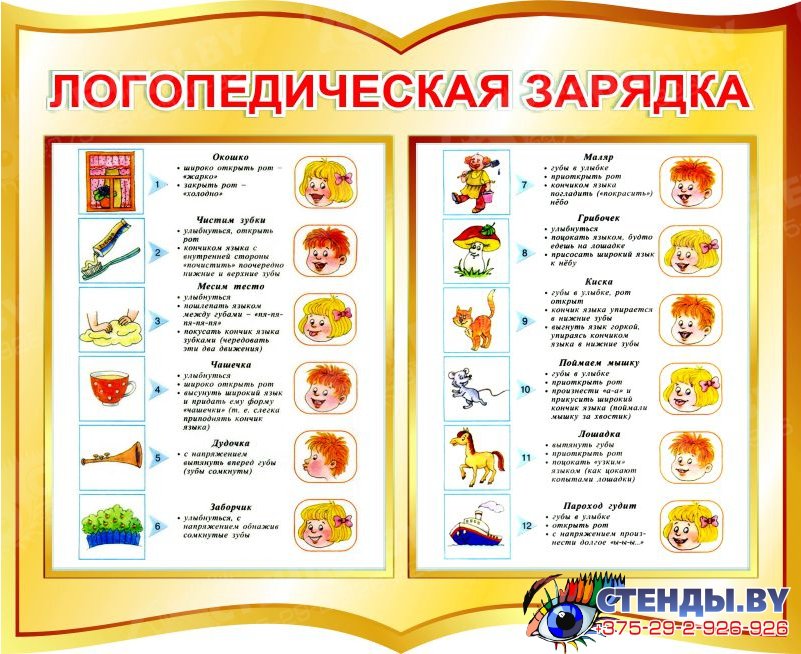 ЛОГОПЕДИЧЕСКАЯ ЗАРЯДКА
1
Окошко
• широко открыть рот –
«жарко»
• закрыть рот –
«холодно»
2
Чистим зубки
• улыбнуться, открыть
рот
• кончиком языка с
внутренней стороны
«почистить» поочередно
нижние и верхние зубы
3
Месим тесто
• улыбнуться
• пошлепать языком
между губами – «пя-пя-
пя-пя-пя»
• покусать кончик языка
зубками (чередовать
эти два движения)
4
Чашечка
• улыбнуться
• широко открыть рот
• высунуть широкий язык
и придать ему форму
"чашечки" (т. е. слегка
приподнять кончик
языка)
5
Дудочка
• с напряжением
вытянуть вперед губы
(зубы сомкнуты)
6
Заборчик
• улыбнуться, с
напряжением обнажив
сомкнутые зубы
7
Маляр
• губы в улыбке
• приоткрыть рот
• кончиком языка
погладить («покрасить»)
нёбо
8
Грибочек
• улыбнуться
• поцокать языком, будто
едешь на лошадке
• присосать широкий язык
к нёбу
9
Киска
• губы в улыбке, рот
открыт
• кончик языка упирается
в нижние зубы
• выгнуть язык горкой,
упираясь кончиком
языка в нижние зубы
10
Поймаем мышку
• губы в улыбке
• приоткрыть рот
• произнести «а-а» и
прикусить широкий
кончик языка (поймали
мышку за хвостик)
11
Лошадка
• вытянуть губы
• приоткрыть рот
• поцокать «узким»
языком (как цокают
копытами лошадки)
12
Пароход гудит
• губы в улыбке
• открыть рот
• с напряжением произ-
нести долгое «ы-ы-ы..»
СТЕНДЫ.BY
+375-29-2-926-926